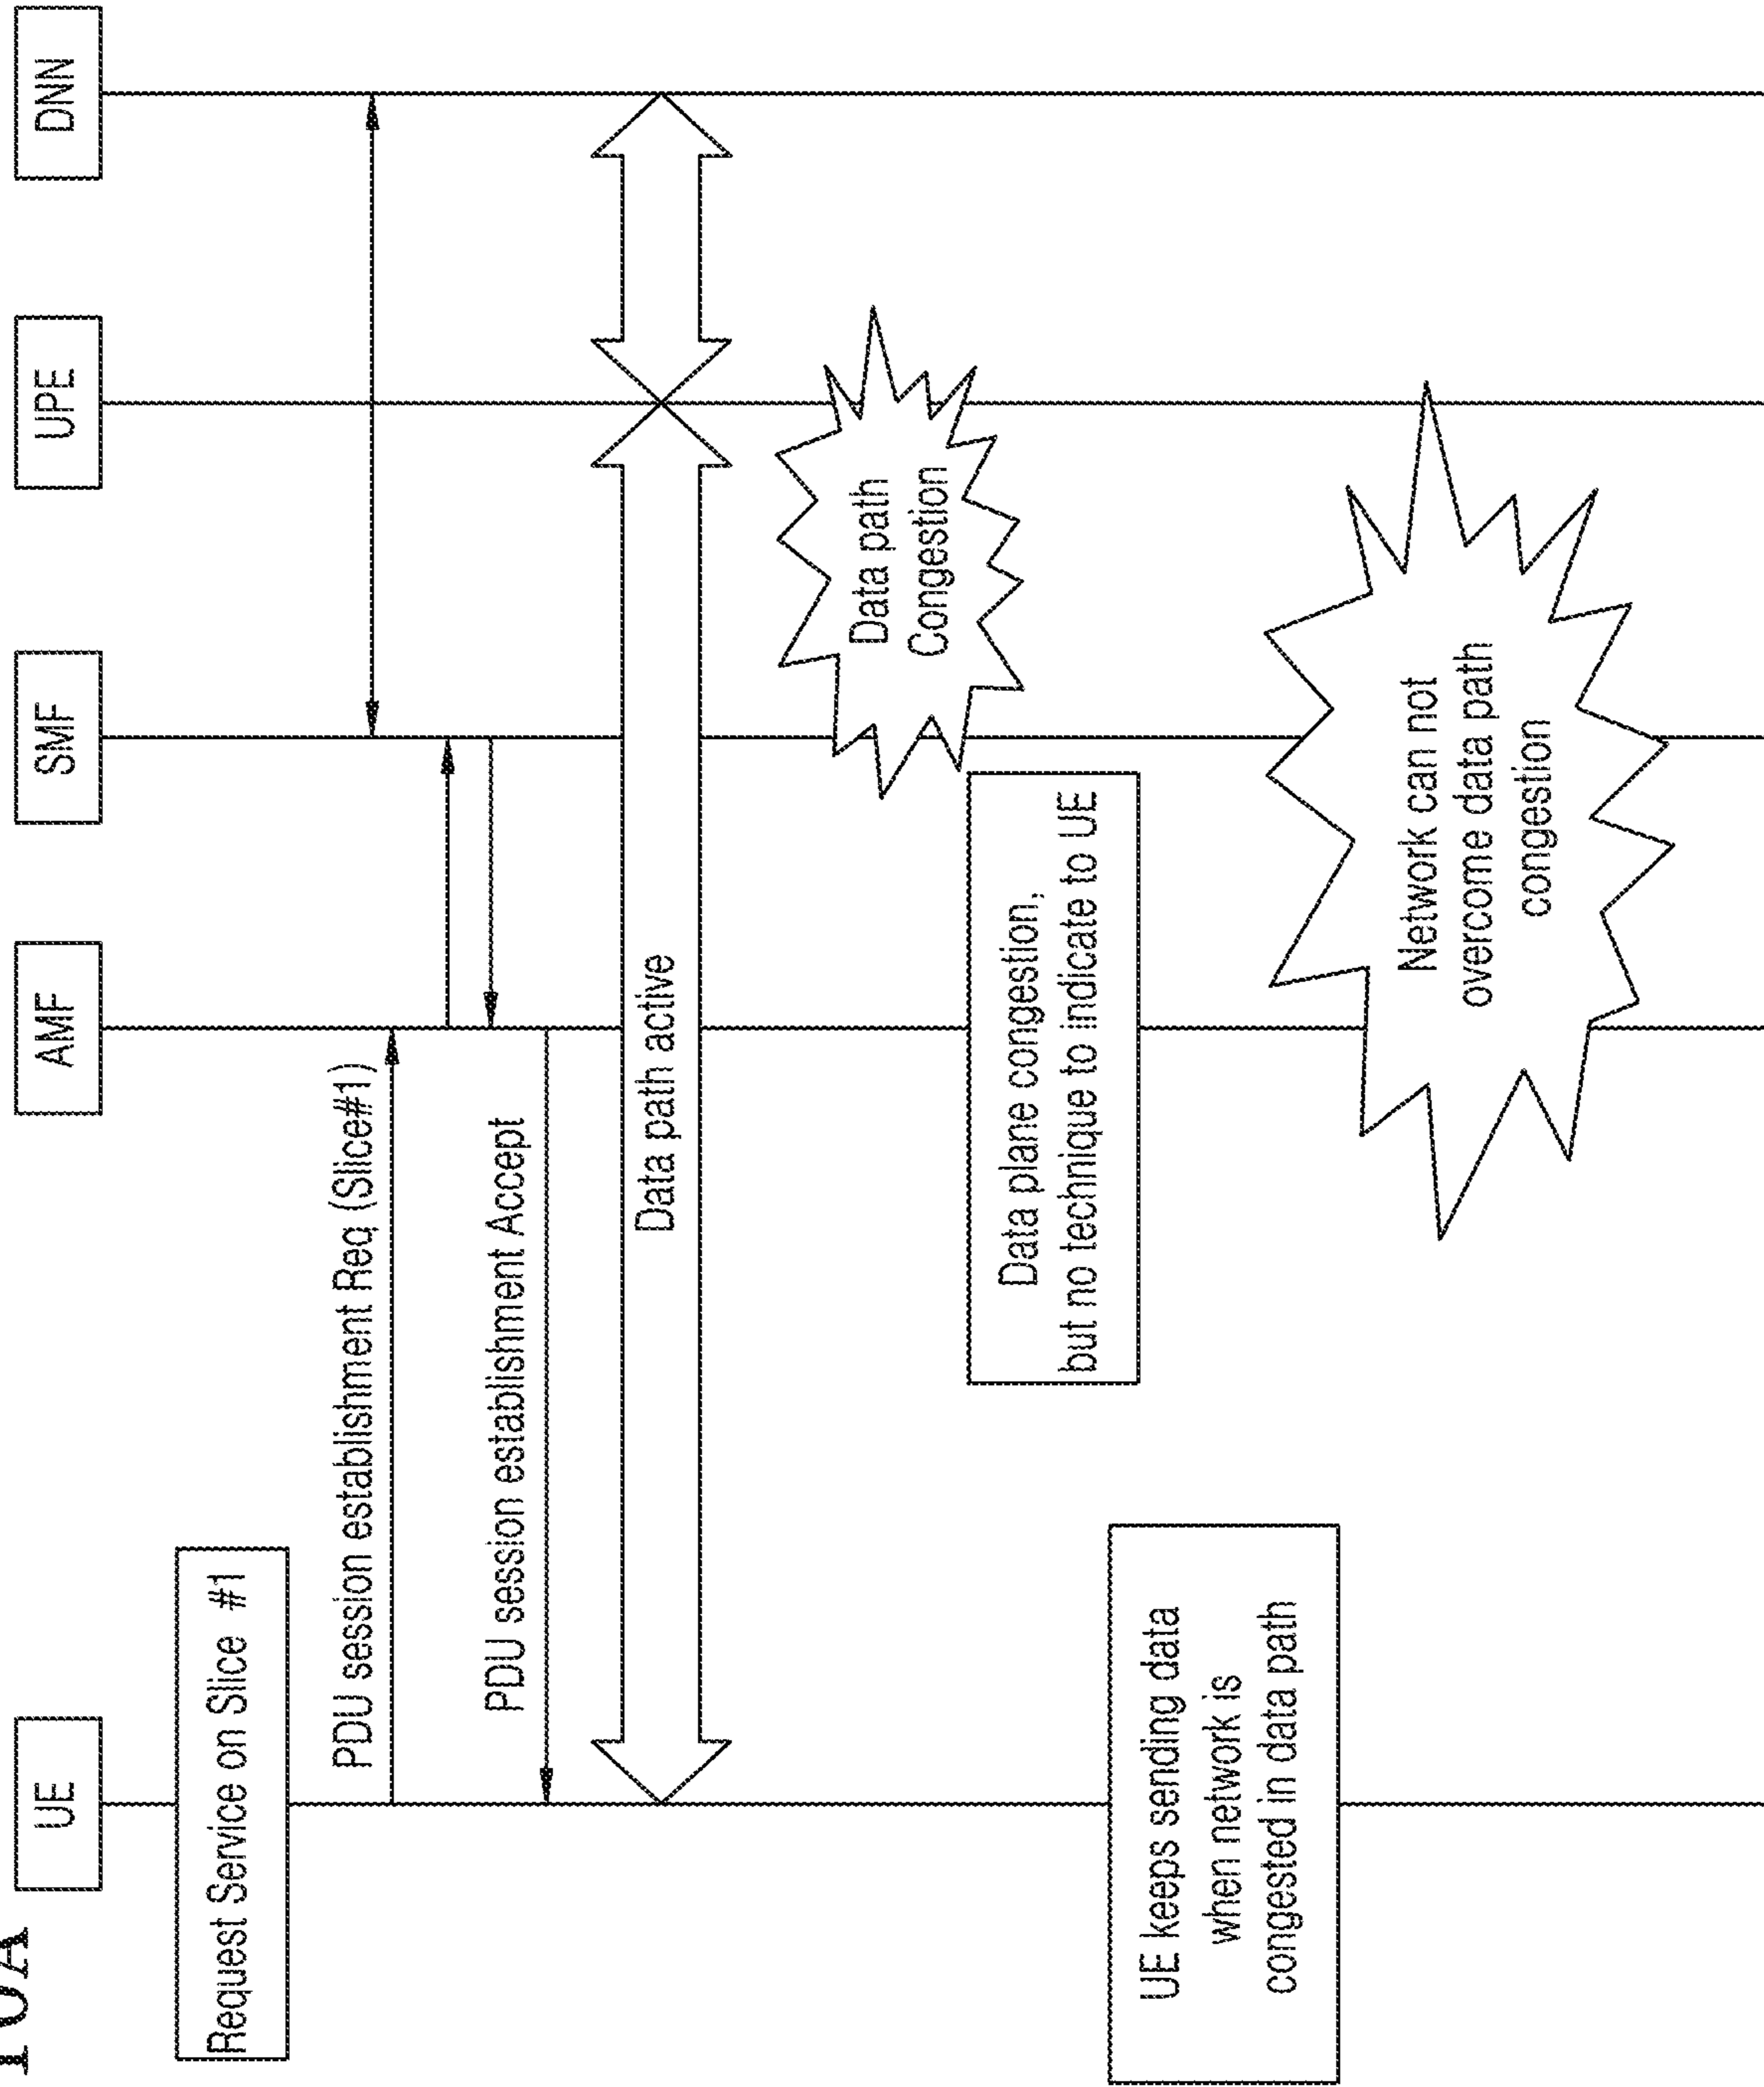 10A
UE
AMF
SMF
UPE
DNN
Request Service on Slice #1
PDU session establishment Req (Slice#1)
PDU session establishment Accept
Data path active
Data path
Congestion
Data plane congestion,
but no technique to indicate to UE
UE keeps sending data
when network is
congested in data path
Network can not
overcome data path
congestion